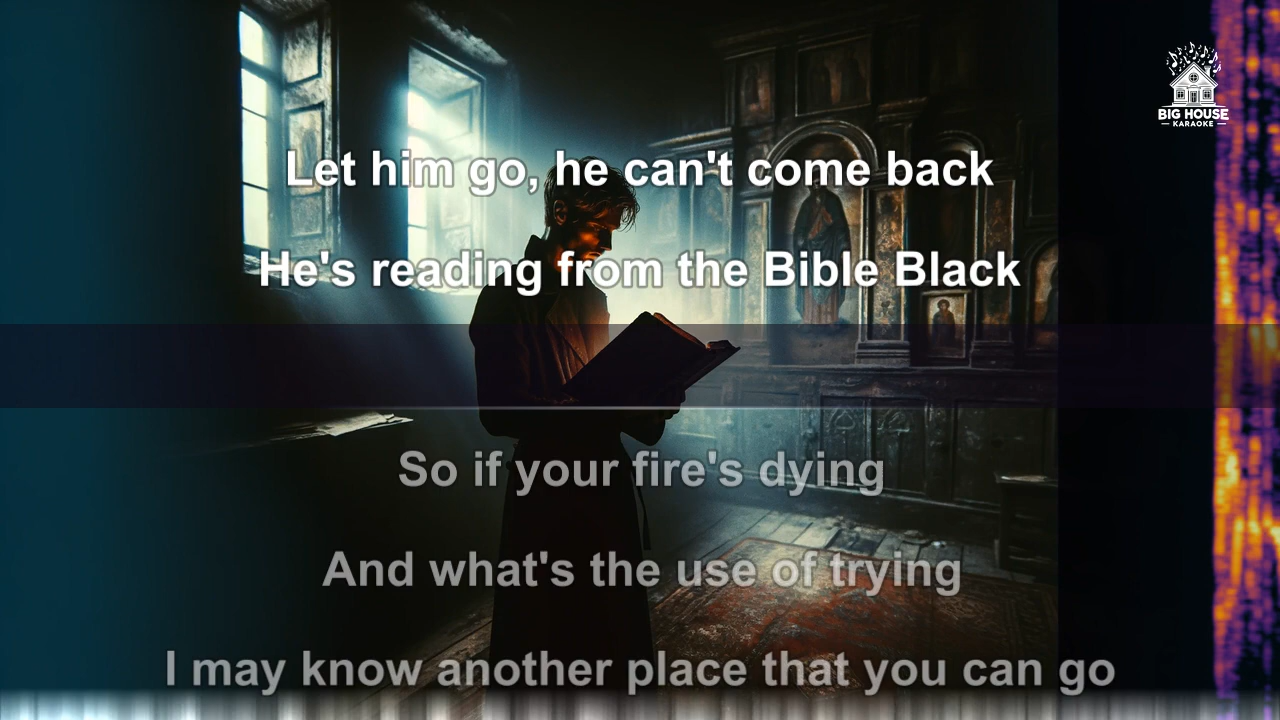 BIG HOUSE
KARAOKE
Let him go, he can't come back
He's reading from the Bible Black
So if your fire's dying
And what's the use of trying
I may know another place that you can go